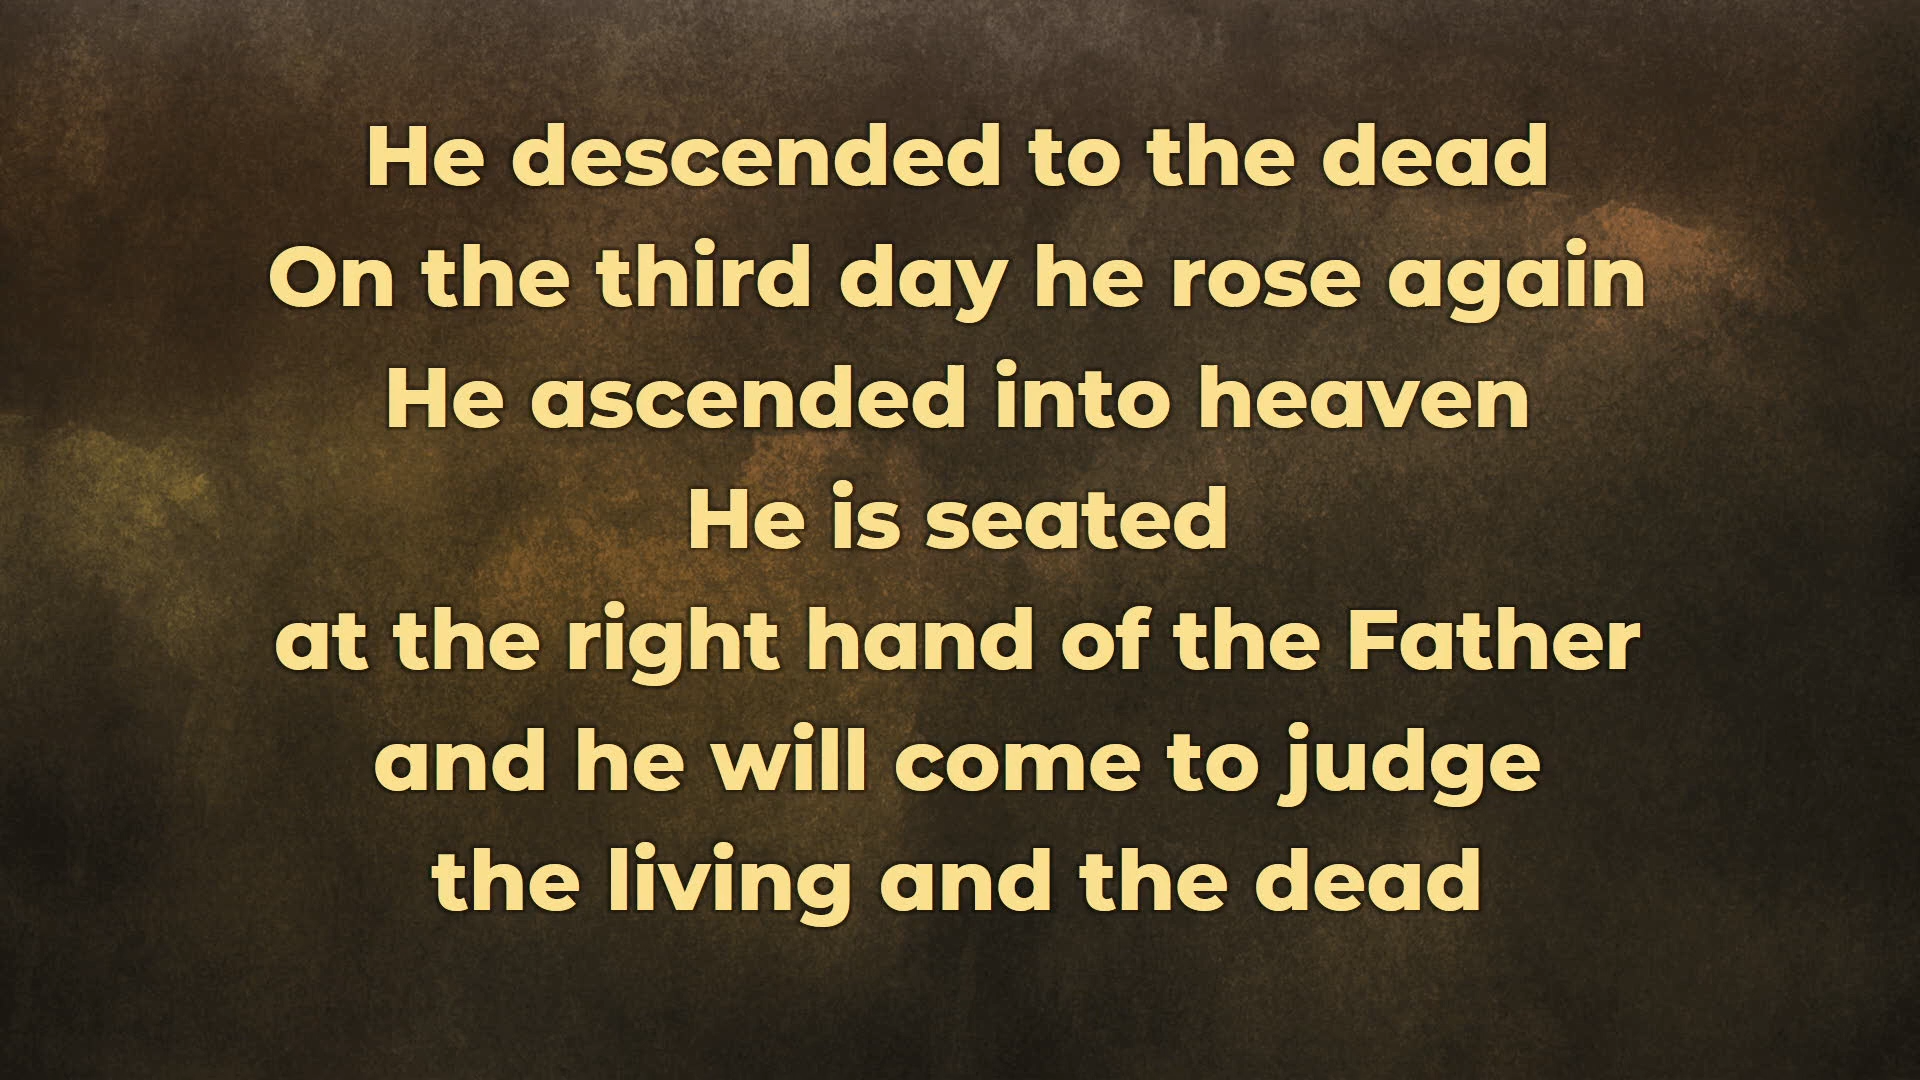 He descended to the dead
On the third day he rose again
He ascended into heaven
He is seated
at the right hand of the Father
and he will come to judge
the living and the dead